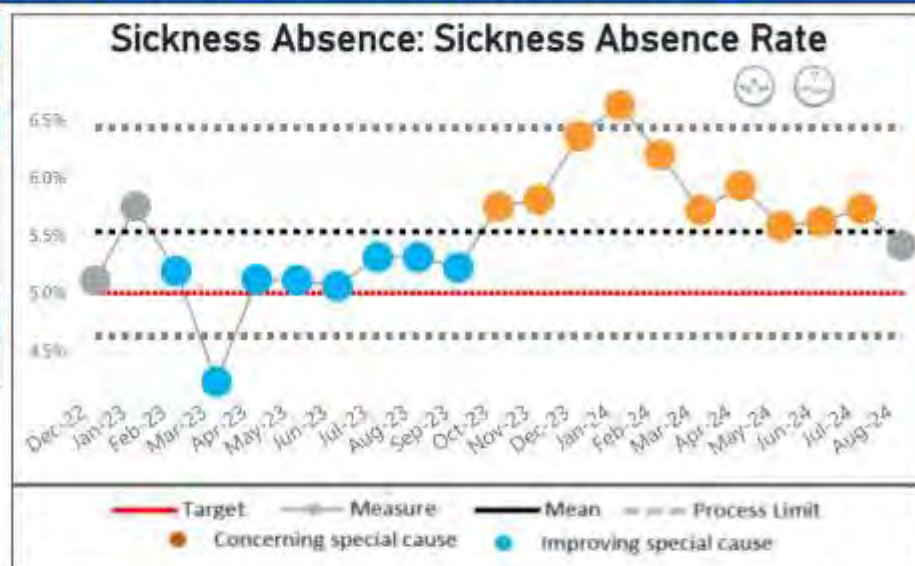 Sickness Absence: Sickness Absence Rate
6.5%
6.0%
5.5%
5.0%
4.5%
Dec-22
Jan-23
Feb-23
Mar-23
Apr-23
May-23
Jun-23
Jul-23
Aug-23
Sep-23
Oct-23
Nov-23
Dec-23
Jan-24
Feb-24
Mar-24
Apr-24
May-24
Jun-24
Jul-24
Aug-24
Target Measure Mean Process Limit
Concerning special cause Improving special cause